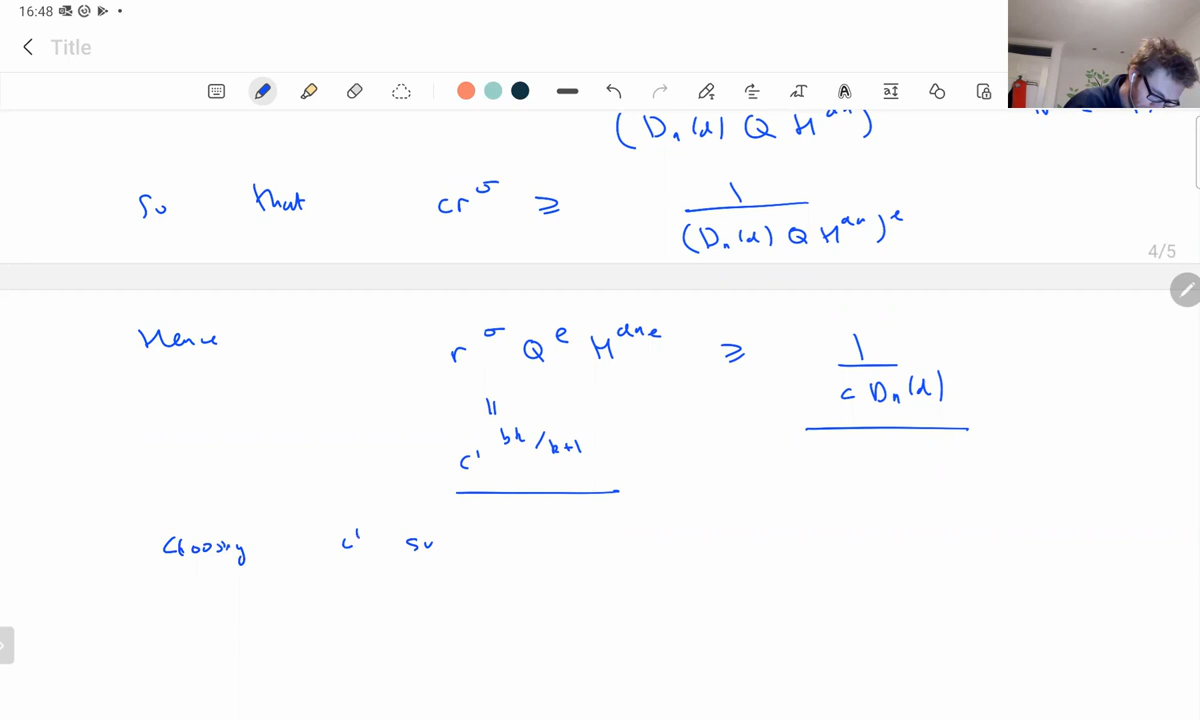 16:48
Title
( D_n (d) Q H^{dn} )
So that cr^σ ≥ 1 / (D_n (d) Q H^{dn})^e
4/5
Hence r^σ Q^e H^{dne} ≥ 1 / c D_n (d)
=
c'^{bk/k+1}
Choosing c' su